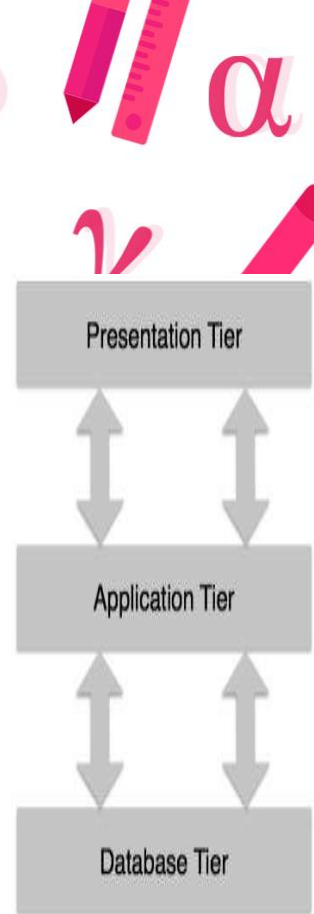 α
γ
Presentation Tier
Application Tier
Database Tier